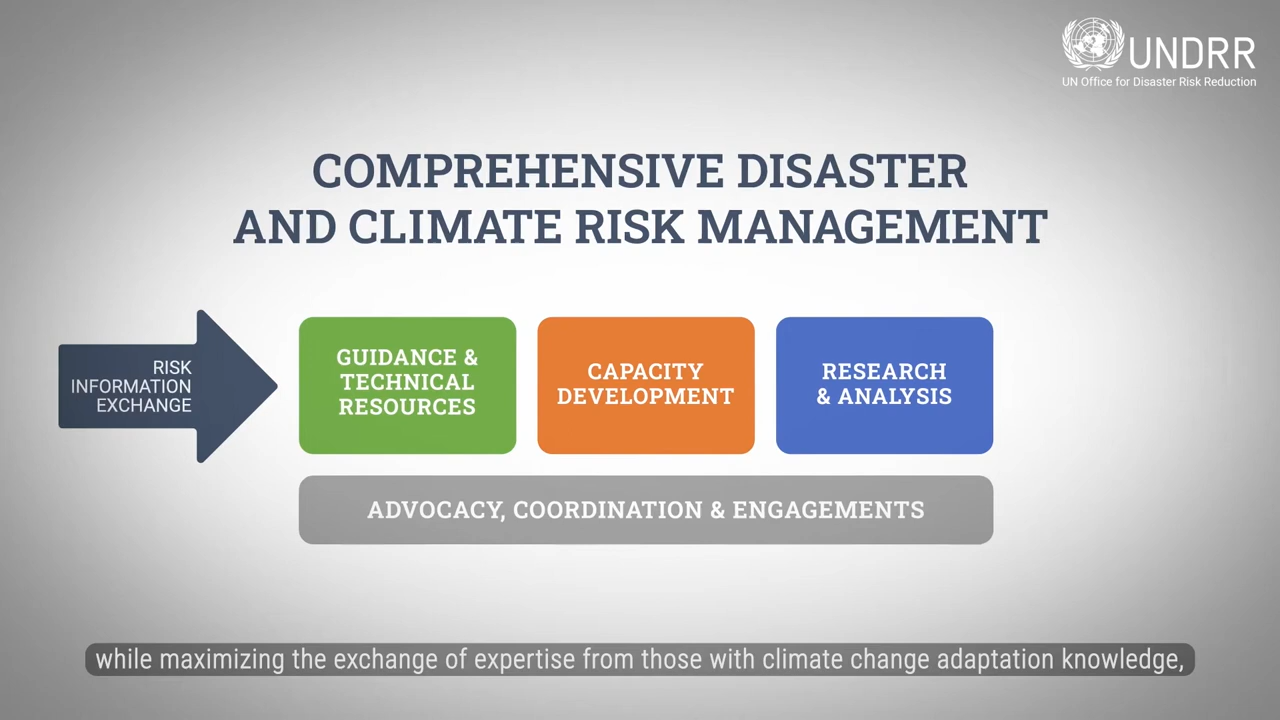 UNDRR
UN Office for Disaster Risk Reduction
COMPREHENSIVE DISASTER
AND CLIMATE RISK MANAGEMENT
RISK
INFORMATION
EXCHANGE
GUIDANCE &
TECHNICAL
RESOURCES
CAPACITY
DEVELOPMENT
RESEARCH
& ANALYSIS
ADVOCACY, COORDINATION & ENGAGEMENTS
while maximizing the exchange of expertise from those with climate change adaptation knowledge,